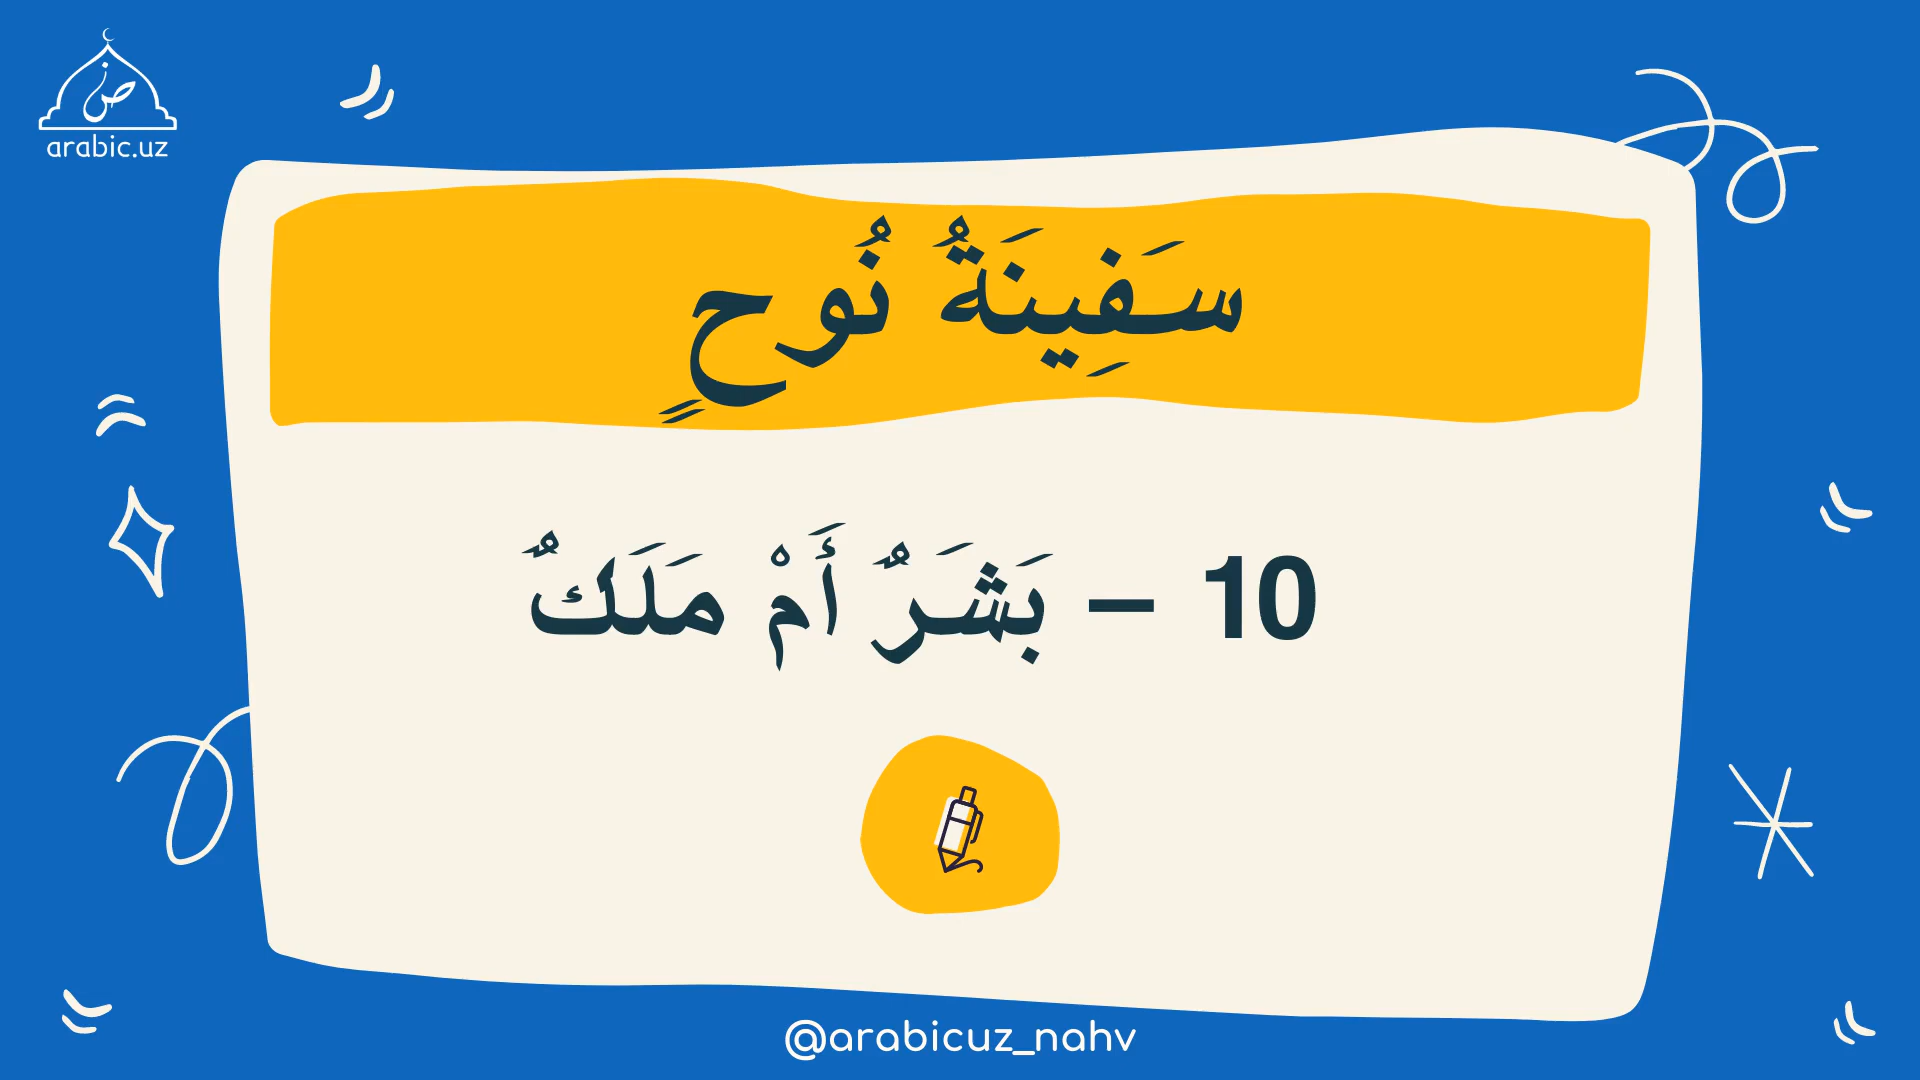 ض
arabic.uz
سَفِينَةُ نُوحٍ
10 – بَشَرٌ أَمْ مَلَكٌ
@arabicuz_nahv